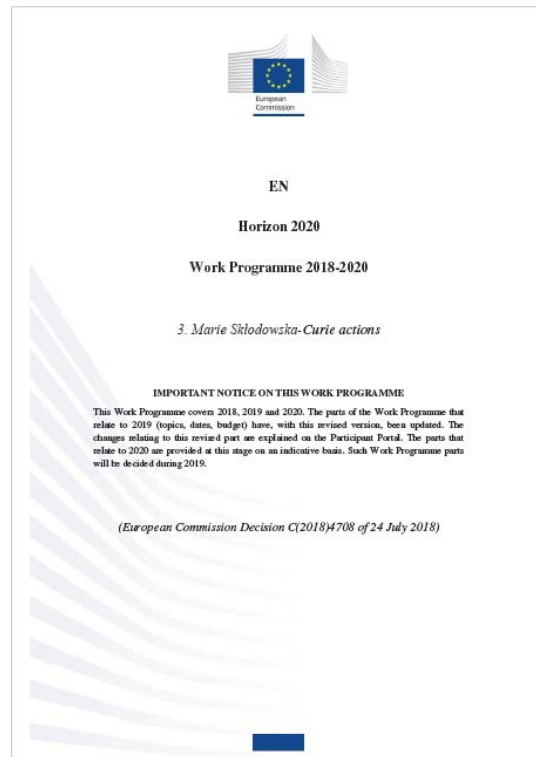 European
Commission
EN
Horizon 2020
Work Programme 2018-2020
3. Marie Skłodowska-Curie actions
IMPORTANT NOTICE ON THIS WORK PROGRAMME
This Work Programme covers 2018, 2019 and 2020. The parts of the Work Programme that
relate to 2019 (topics, dates, budget) have, with this revised version, been updated. The
changes relating to this revised part are explained on the Participant Portal. The parts that
relate to 2020 are provided at this stage on an indicative basis. Such Work Programme parts
will be decided during 2019.
(European Commission Decision C(2018)4708 of 24 July 2018)